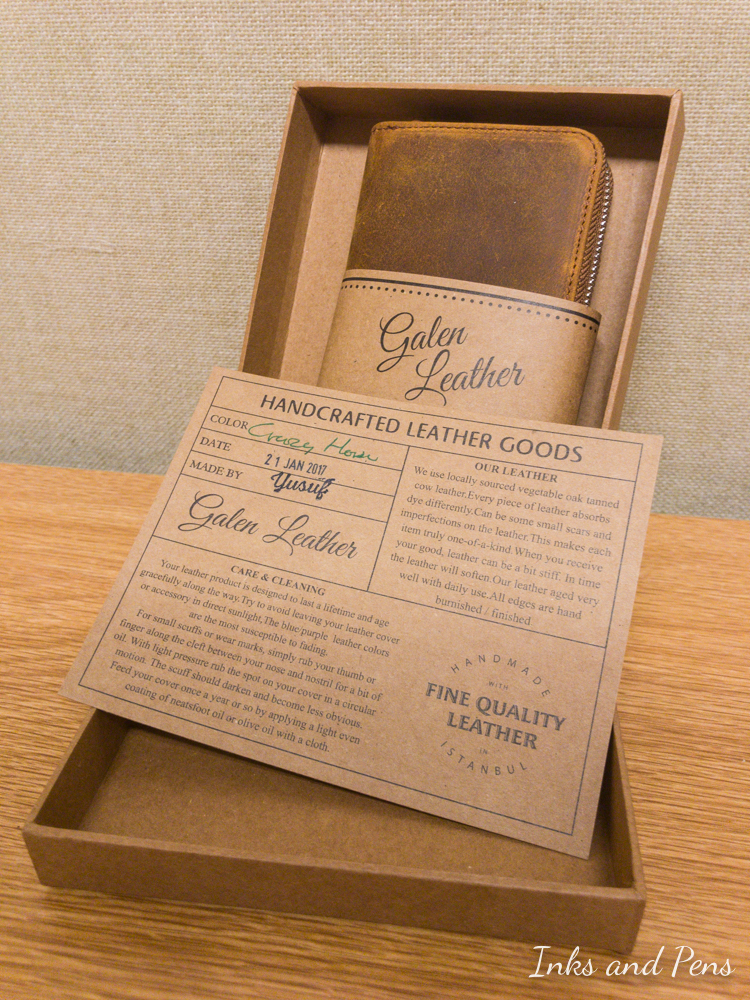 Galen
Leather
HANDCRAFTED LEATHER GOODS
COLOR Crazy Horse
DATE 21 JAN 2017
MADE BY Yusuf
Galen Leather
OUR LEATHER
We use locally sourced vegetable oak tanned
cow leather.Every piece of leather absorbs
dye differently.Can be some small scars and
imperfections on the leather.This makes each
item truly one-of-a-kind.When you receive
your good, leather can be a bit stiff. In time
the leather will soften.Our leather aged very
well with daily use.All edges are hand
burnished / finished
CARE & CLEANING
Your leather product is designed to last a lifetime and age
gracefully along the way.Try to avoid leaving your leather cover
or accessory in direct sunlight,The blue/purple leather colors
are the most susceptible to fading.
For small scuffs or wear marks, simply rub your thumb or
finger along the cleft between your nose and nostril for a bit of
oil. With light pressure rub the spot on your cover in a circular
motion. The scuff should darken and become less obvious.
Feed your cover once a year or so by applying a light even
coating of neatsfoot oil or olive oil with a cloth.
HANDMADE
WITH
FINE QUALITY
LEATHER
IN
ISTANBUL
Inks and Pens